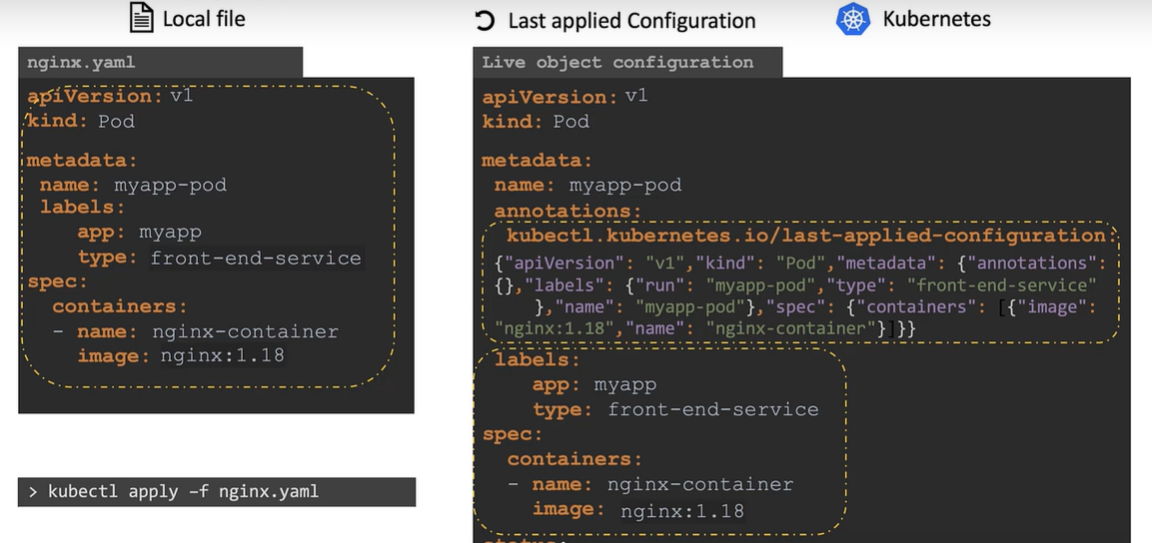 Local file
Last applied Configuration
Kubernetes
nginx.yaml
apiVersion: v1
kind: Pod
metadata:
name: myapp-pod
labels:
app: myapp
type: front-end-service
spec:
containers:
- name: nginx-container
image: nginx:1.18
> kubectl apply –f nginx.yaml
Live object configuration
apiVersion: v1
kind: Pod
metadata:
name: myapp-pod
annotations:
kubectl.kubernetes.io/last-applied-configuration:
{"apiVersion": "v1","kind": "Pod","metadata": {"annotations":
{},"labels": {"run": "myapp-pod","type": "front-end-service"
},"name": "myapp-pod"},"spec": {"containers": [{"image":
"nginx:1.18","name": "nginx-container"}]}}
labels:
app: myapp
type: front-end-service
spec:
containers:
- name: nginx-container
image: nginx:1.18